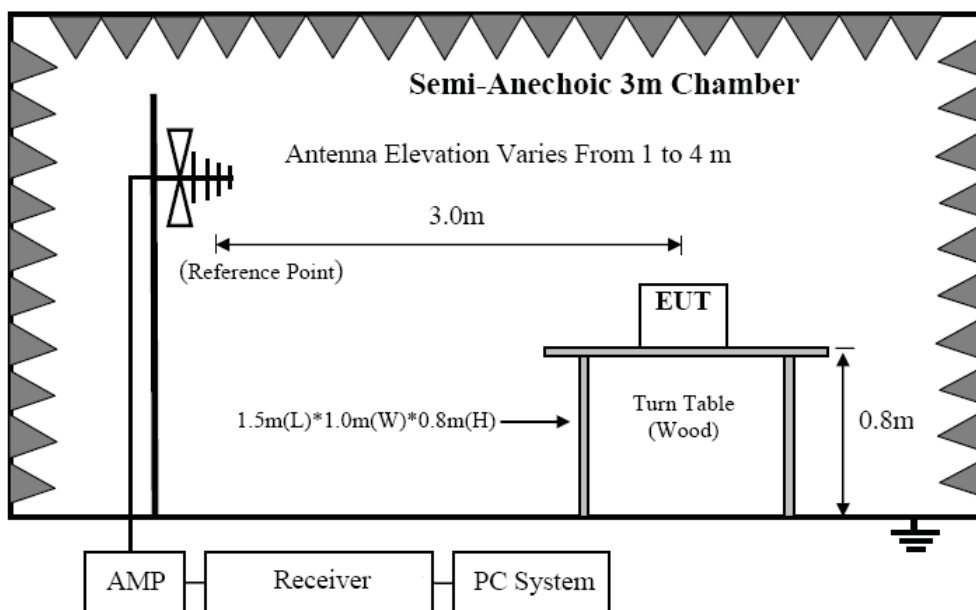 Semi-Anechoic 3m Chamber
Antenna Elevation Varies From 1 to 4 m
3.0m
(Reference Point)
EUT
1.5m(L)*1.0m(W)*0.8m(H)
Turn Table
(Wood)
0.8m
AMP
Receiver
PC System